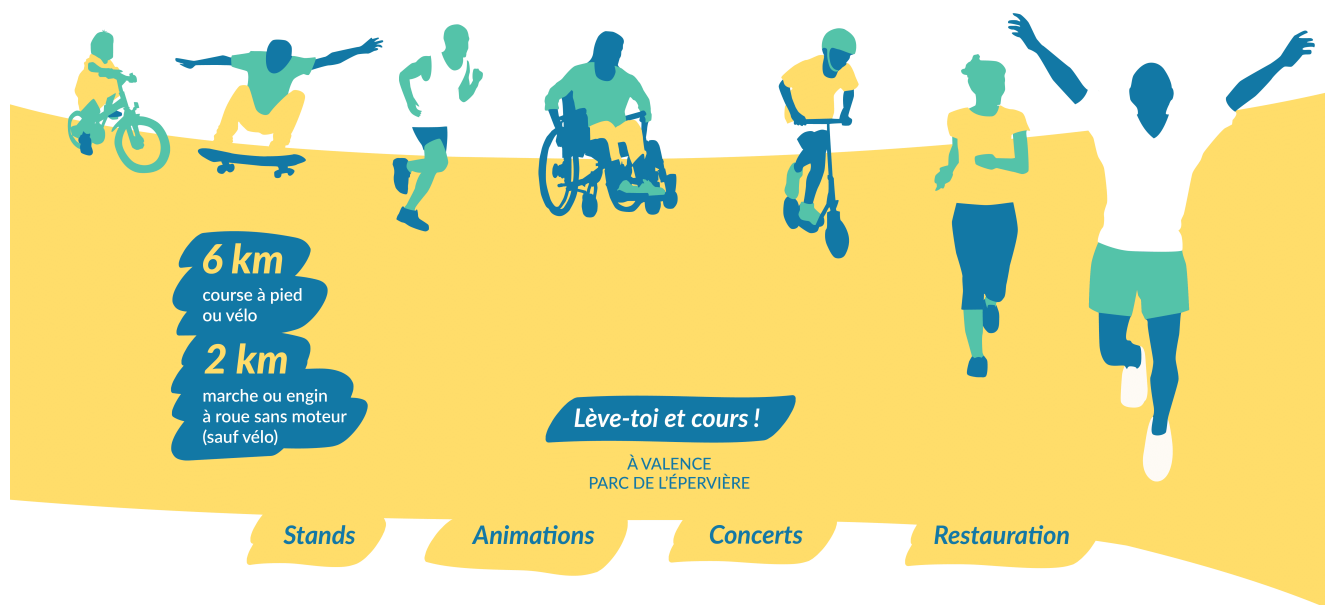 6 km
course à pied
ou vélo
2 km
marche ou engin
à roue sans moteur
(sauf vélo)
Lève-toi et cours !
À VALENCE
PARC DE L'ÉPERVIÈRE
Stands
Animations
Concerts
Restauration